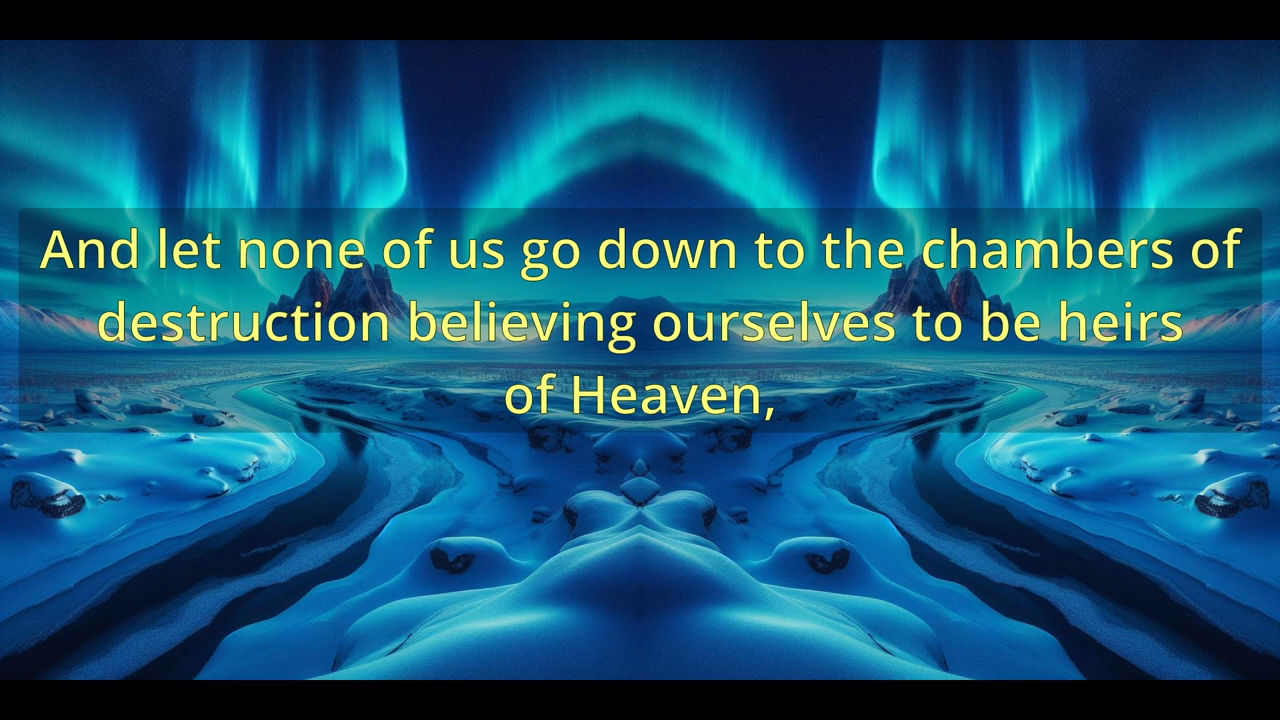 And let none of us go down to the chambers of
destruction believing ourselves to be heirs
of Heaven,